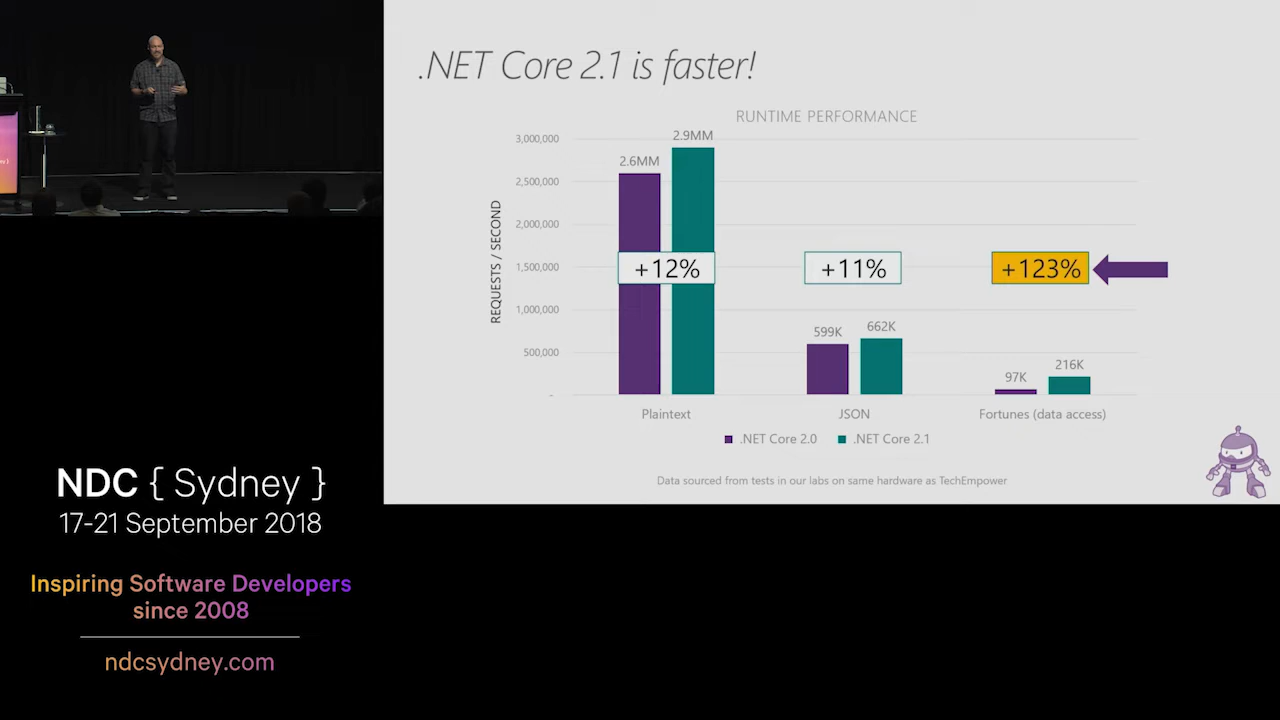 .NET Core 2.1 is faster!
RUNTIME PERFORMANCE
REQUESTS / SECOND
3,000,000
2,500,000
2,000,000
1,500,000
1,000,000
500,000
-
2.6MM
2.9MM
+12%
599K
662K
+11%
97K
216K
+123%
Plaintext
JSON
Fortunes (data access)
.NET Core 2.0
.NET Core 2.1
Data sourced from tests in our labs on same hardware as TechEmpower
NDC { Sydney }
17-21 September 2018
Inspiring Software Developers
since 2008
ndcsydney.com